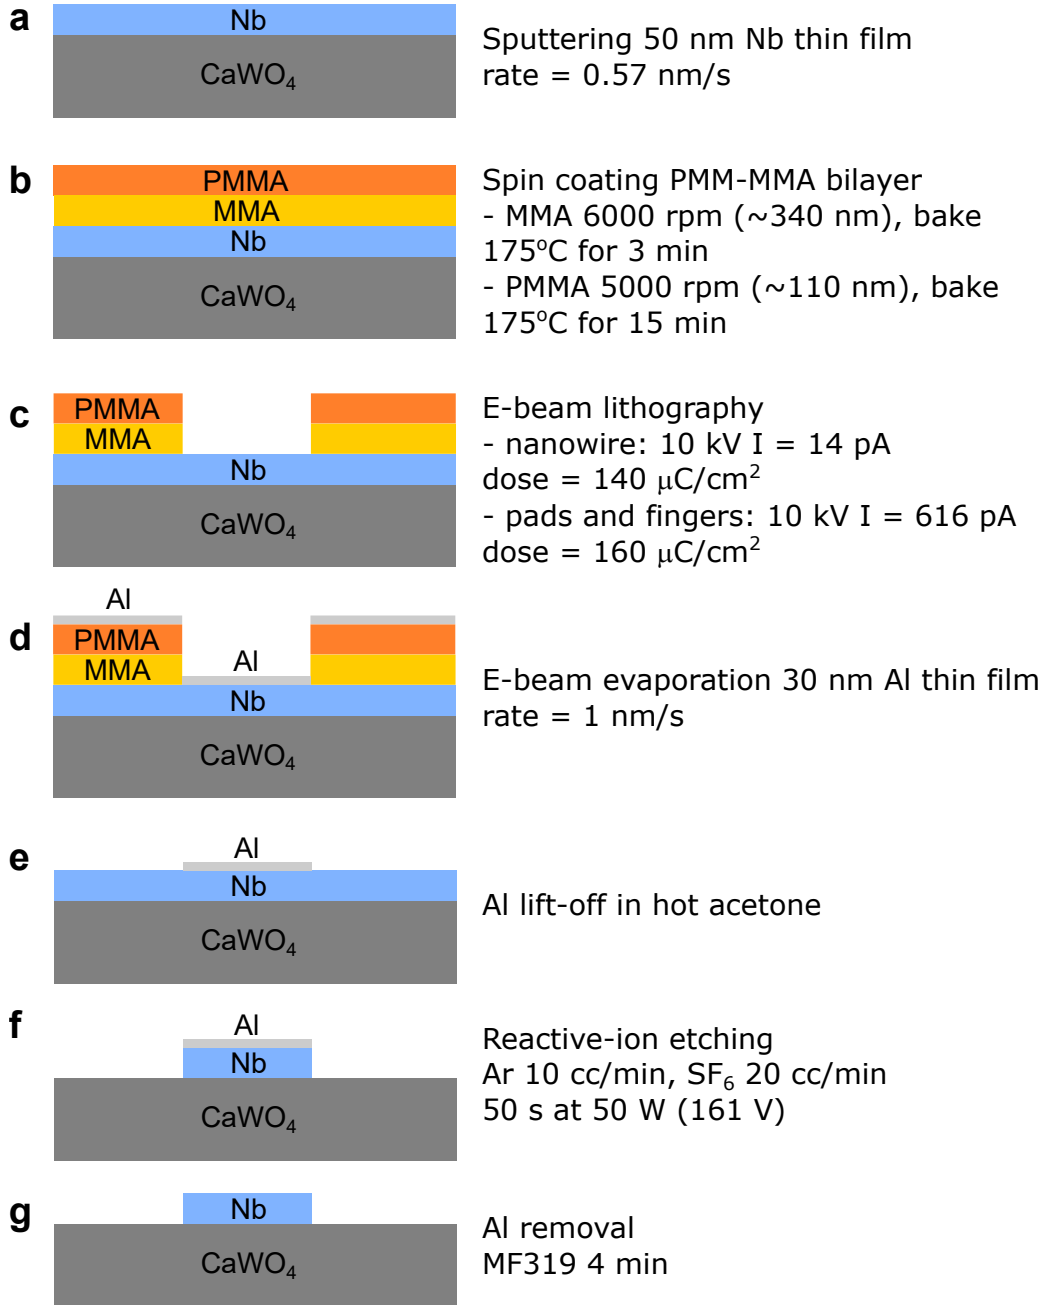 a
Nb
CaWO₄
Sputtering 50 nm Nb thin film
rate = 0.57 nm/s
b
PMMA
MMA
Nb
CaWO₄
Spin coating PMM-MMA bilayer
- MMA 6000 rpm (~340 nm), bake
175°C for 3 min
- PMMA 5000 rpm (~110 nm), bake
175°C for 15 min
c
PMMA
MMA
Nb
CaWO₄
E-beam lithography
- nanowire: 10 kV I = 14 pA
dose = 140 μC/cm²
- pads and fingers: 10 kV I = 616 pA
dose = 160 μC/cm²
d
Al
PMMA
MMA
Al
Nb
CaWO₄
E-beam evaporation 30 nm Al thin film
rate = 1 nm/s
e
Al
Nb
CaWO₄
Al lift-off in hot acetone
f
Al
Nb
CaWO₄
Reactive-ion etching
Ar 10 cc/min, SF₆ 20 cc/min
50 s at 50 W (161 V)
g
Nb
CaWO₄
Al removal
MF319 4 min